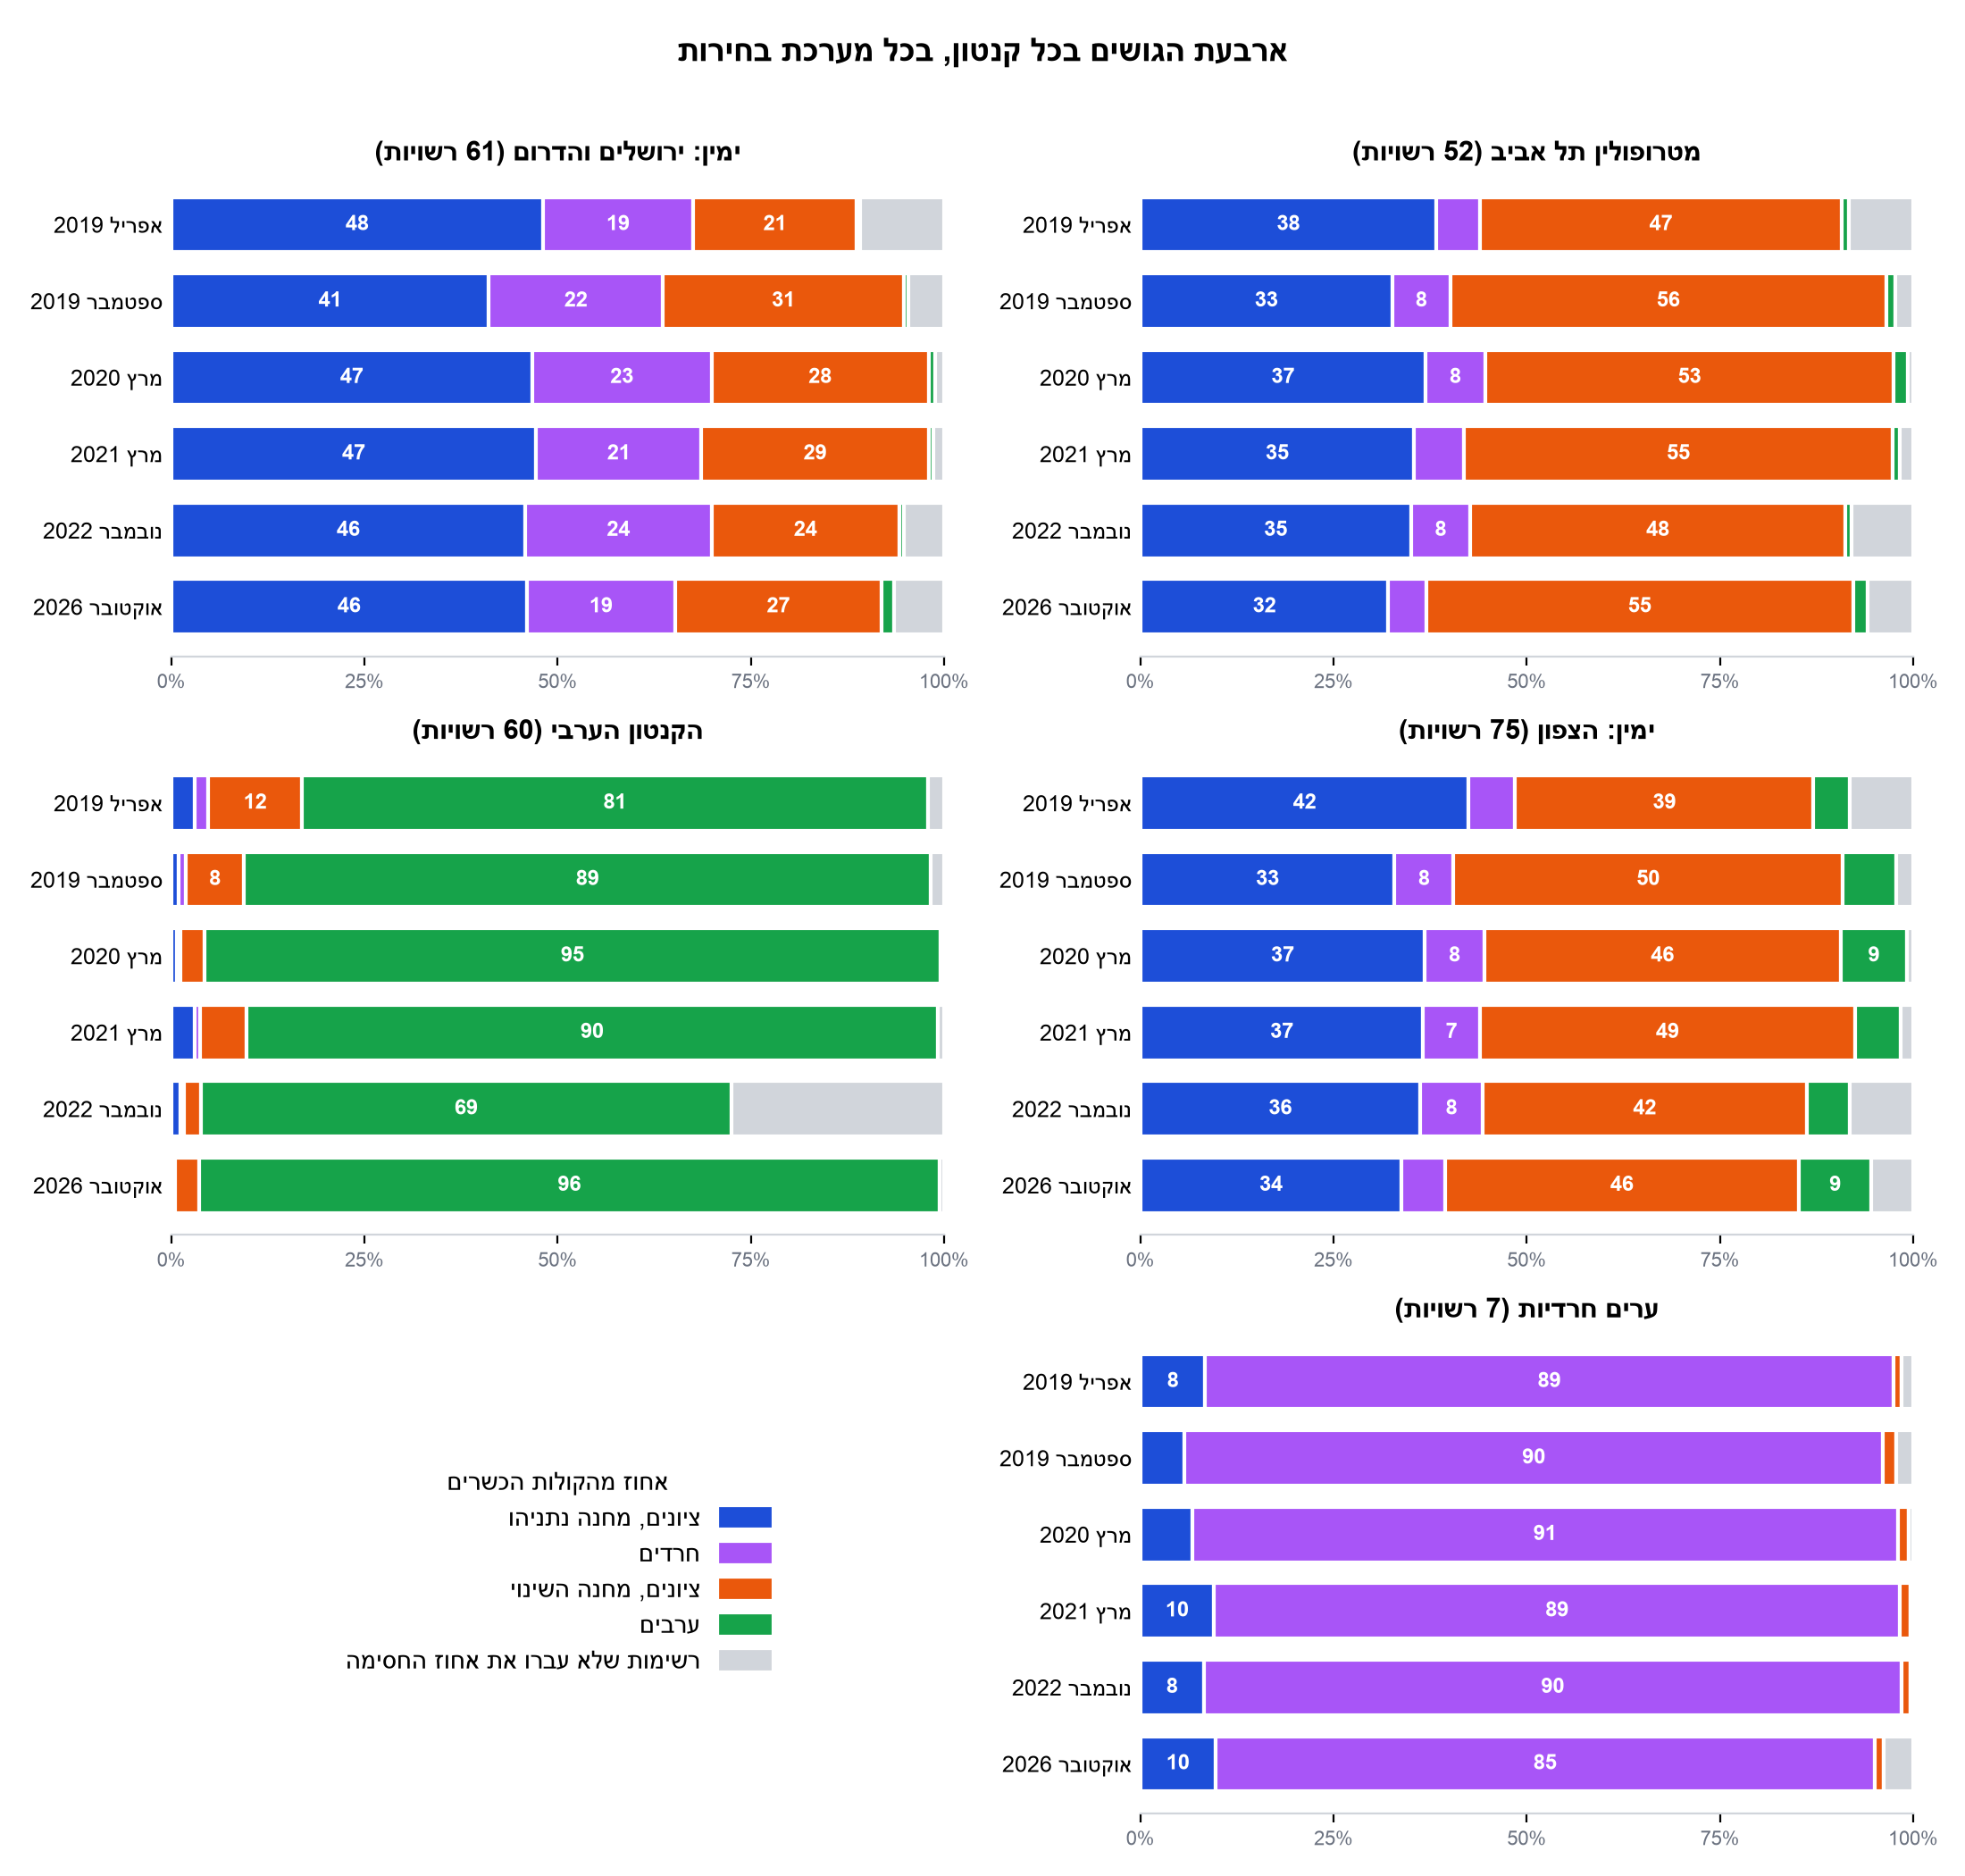 ארבעת הגושים בכל קנטון, בכל מערכת בחירות
מטרופולין תל אביב (52 רשויות)
אפריל 2019 38 47
ספטמבר 2019 33 8 56
מרץ 2020 37 8 53
מרץ 2021 35 55
נובמבר 2022 35 8 48
אוקטובר 2026 32 55
0% 25% 50% 75% 100%
ימין: ירושלים והדרום (61 רשויות)
אפריל 2019 48 19 21
ספטמבר 2019 41 22 31
מרץ 2020 47 23 28
מרץ 2021 47 21 29
נובמבר 2022 46 24 24
אוקטובר 2026 46 19 27
0% 25% 50% 75% 100%
ימין: הצפון (75 רשויות)
אפריל 2019 42 39
ספטמבר 2019 33 8 50
מרץ 2020 37 8 46 9
מרץ 2021 37 7 49
נובמבר 2022 36 8 42
אוקטובר 2026 34 46 9
0% 25% 50% 75% 100%
הקנטון הערבי (60 רשויות)
אפריל 2019 12 81
ספטמבר 2019 8 89
מרץ 2020 95
מרץ 2021 90
נובמבר 2022 69
אוקטובר 2026 96
0% 25% 50% 75% 100%
ערים חרדיות (7 רשויות)
אפריל 2019 8 89
ספטמבר 2019 90
מרץ 2020 91
מרץ 2021 10 89
נובמבר 2022 8 90
אוקטובר 2026 10 85
0% 25% 50% 75% 100%
אחוז מהקולות הכשרים
ציונים, מחנה נתניהו
חרדים
ציונים, מחנה השינוי
ערבים
רשימות שלא עברו את אחוז החסימה